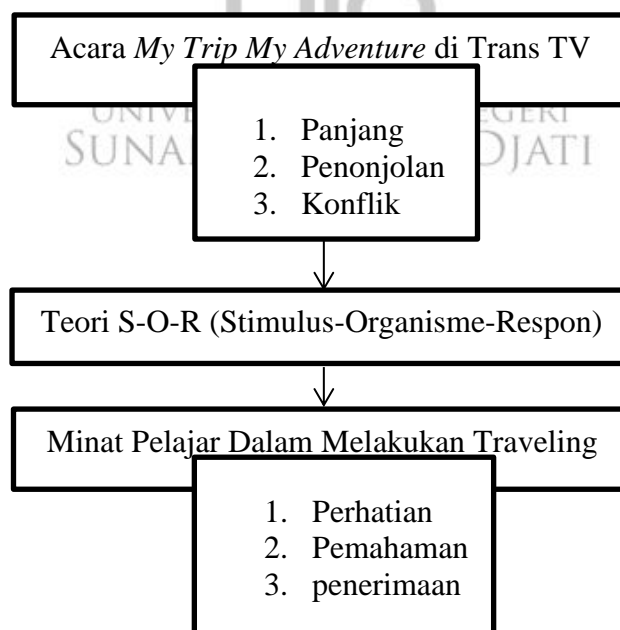 Acara My Trip My Adventure di Trans TV
1. Panjang
2. Penonjolan
3. Konflik
Teori S-O-R (Stimulus-Organisme-Respon)
Minat Pelajar Dalam Melakukan Traveling
1. Perhatian
2. Pemahaman
3. penerimaan